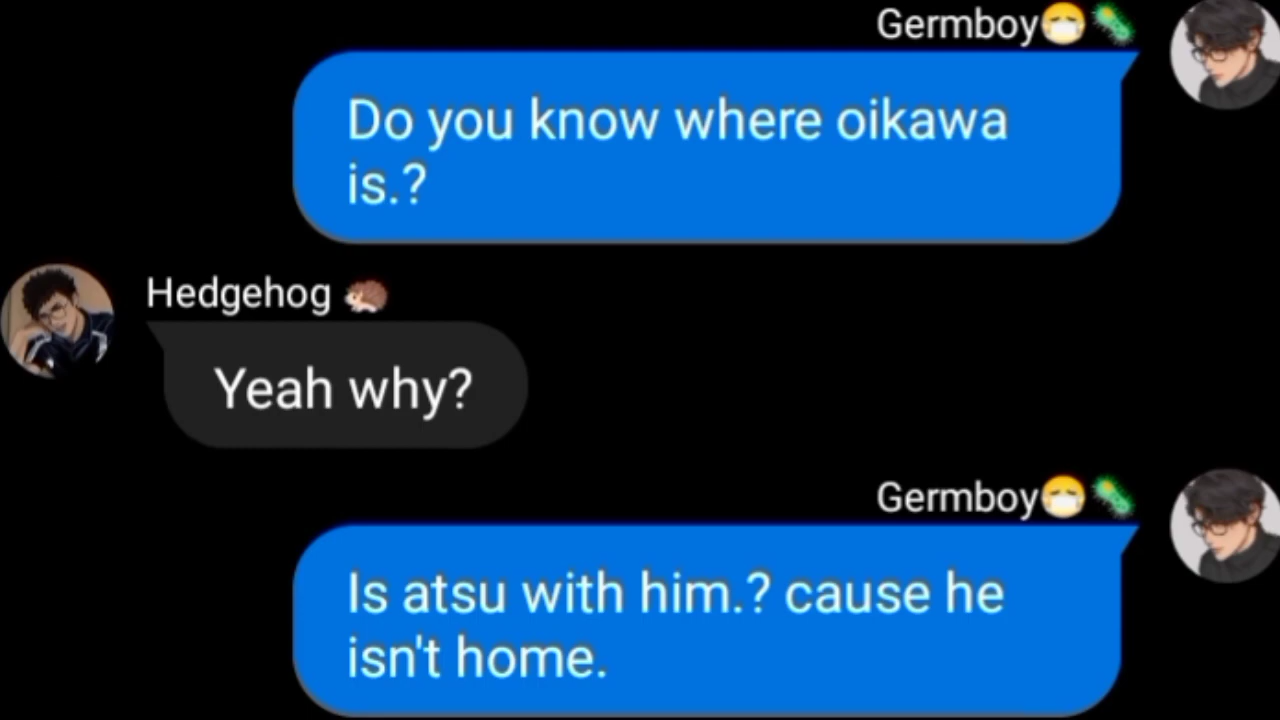 Germboy😷🦠
Do you know where oikawa
is.?
Hedgehog 🦔
Yeah why?
Germboy😷🦠
Is atsu with him.? cause he
isn't home.